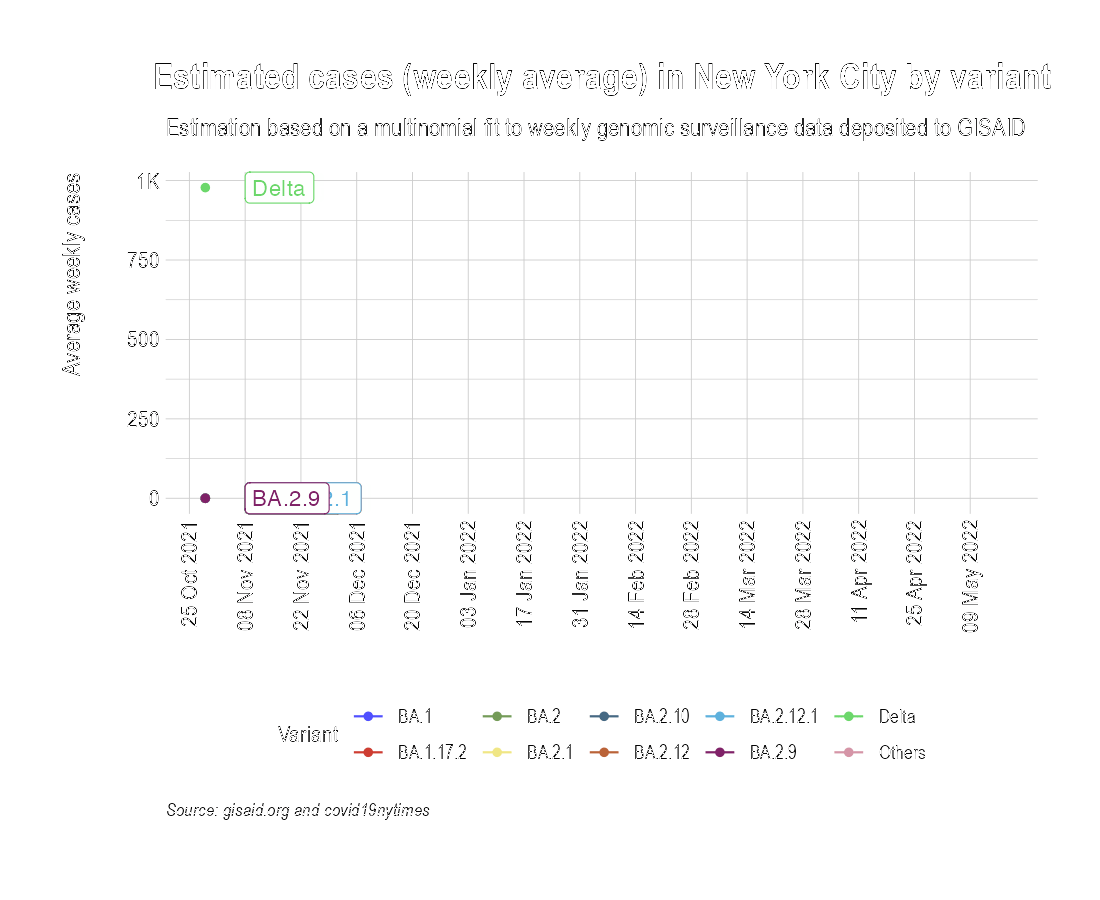 Estimated cases (weekly average) in New York City by variant
Estimation based on a multinomial fit to weekly genomic surveillance data deposited to GISAID
Average weekly cases
1K
750
500
250
0
Delta
BA.2.9
2.1
25 Oct 2021
08 Nov 2021
22 Nov 2021
06 Dec 2021
20 Dec 2021
03 Jan 2022
17 Jan 2022
31 Jan 2022
14 Feb 2022
28 Feb 2022
14 Mar 2022
28 Mar 2022
11 Apr 2022
25 Apr 2022
09 May 2022
Variant
BA.1
BA.2
BA.2.10
BA.2.12.1
Delta
BA.1.17.2
BA.2.1
BA.2.12
BA.2.9
Others
Source: gisaid.org and covid19nytimes